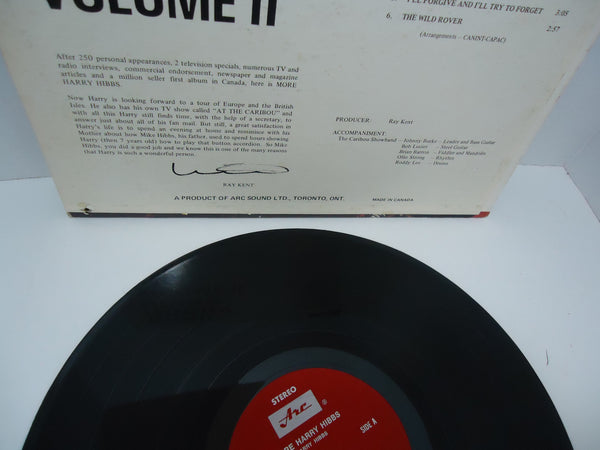 VOLUME II
I'LL FORGIVE AND I'LL TRY TO FORGET 3:05
6. THE WILD ROVER 2:57
(Arrangements - CANINT-CAPAC)
After 250 personal appearances, 2 television specials, numerous TV and
radio interviews, commercial endorsement, newspaper and magazine
articles and a million seller first album in Canada, here is MORE
HARRY HIBBS.
Now Harry is looking forward to a tour of Europe and the British
Isles. He also has his own TV show called "AT THE CARIBOU" and
with all this Harry still finds time, with the help of a secretary, to
answer just about all of his fan mail. But still, a great satisfaction in
Harry's life is to spend an evening at home and reminisce with his
Mother about how Mike Hibbs, his father, used to spend hours showing
Harry (then 7 years old) how to play that button accordion. So Mike
Hibbs, you did a good job and we know this is one of the many reasons
that Harry is such a wonderful person.
RAY KENT
PRODUCER Ray Kent
ACCOMPANIMENT:
The Caribou Showband - Johnny Burke - Leader and Bass Guitar
Bob Lucier - Steel Guitar
Brian Barron - Fiddler and Mandolin
Ollie Strong - Rhythm
Roddy Lee - Drums
A PRODUCT OF ARC SOUND LTD., TORONTO, ONT.
MADE IN CANADA
STEREO
Arc
®
RE HARRY HIBBS
HARRY HIBBS
SIDE A